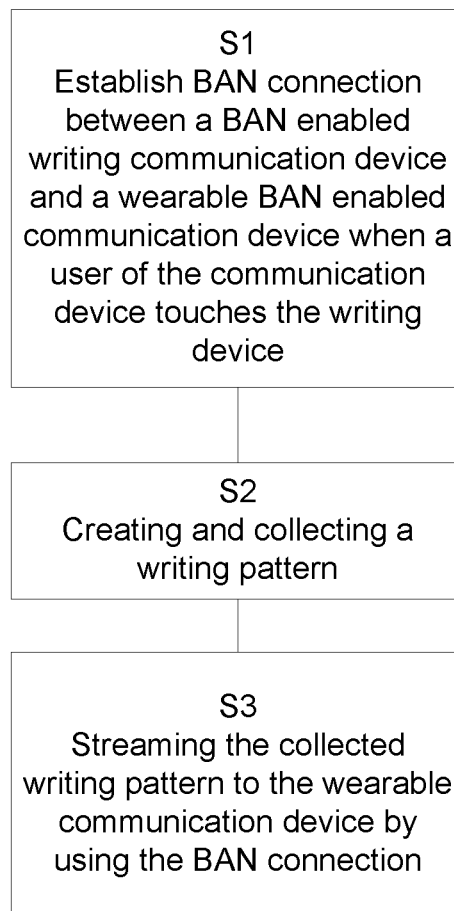 S1
Establish BAN connection
between a BAN enabled
writing communication device
and a wearable BAN enabled
communication device when a
user of the communication
device touches the writing
device
S2
Creating and collecting a
writing pattern
S3
Streaming the collected
writing pattern to the wearable
communication device by
using the BAN connection